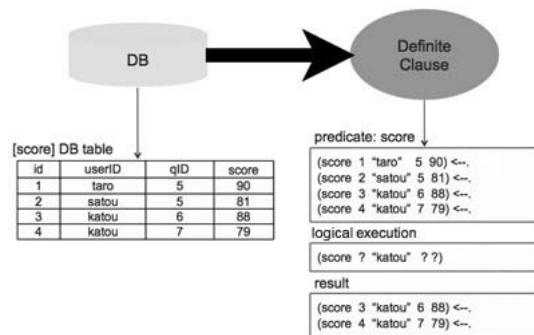 DB
Definite
Clause
[score] DB table
id userID qID score
1 taro 5 90
2 satou 5 81
3 katou 6 88
4 katou 7 79
predicate: score
(score 1 “taro” 5 90) <--.
(score 2 “satou” 5 81) <--.
(score 3 “katou” 6 88) <--.
(score 4 “katou” 7 79) <--.
logical execution
(score ? “katou” ? ?)
result
(score 3 “katou” 6 88) <--.
(score 4 “katou” 7 79) <--.